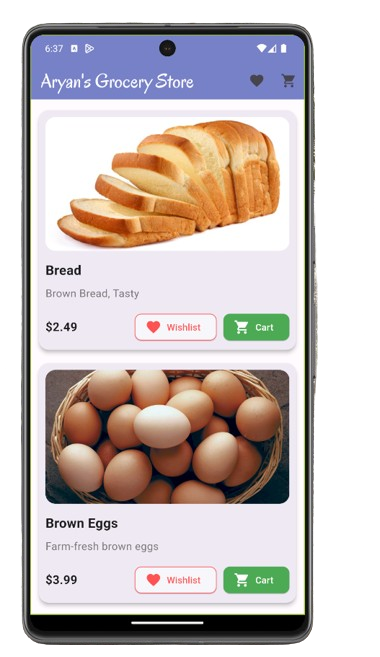 6:37
Aryan's Grocery Store
Bread
Brown Bread, Tasty
$2.49 Wishlist Cart
Brown Eggs
Farm-fresh brown eggs
$3.99 Wishlist Cart